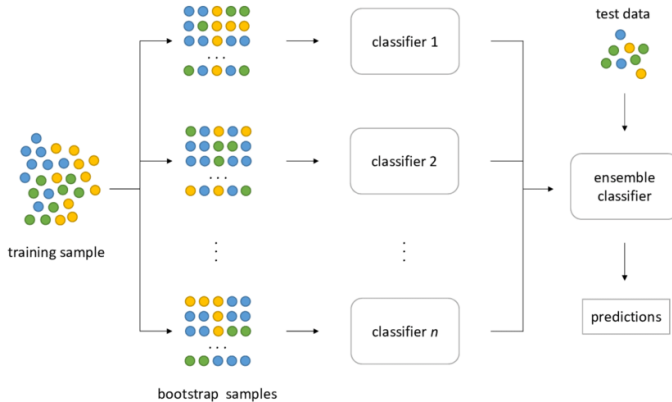 test data
classifier 1
...
classifier 2
...
ensemble
classifier
training sample
...
predictions
classifier n
...
bootstrap samples